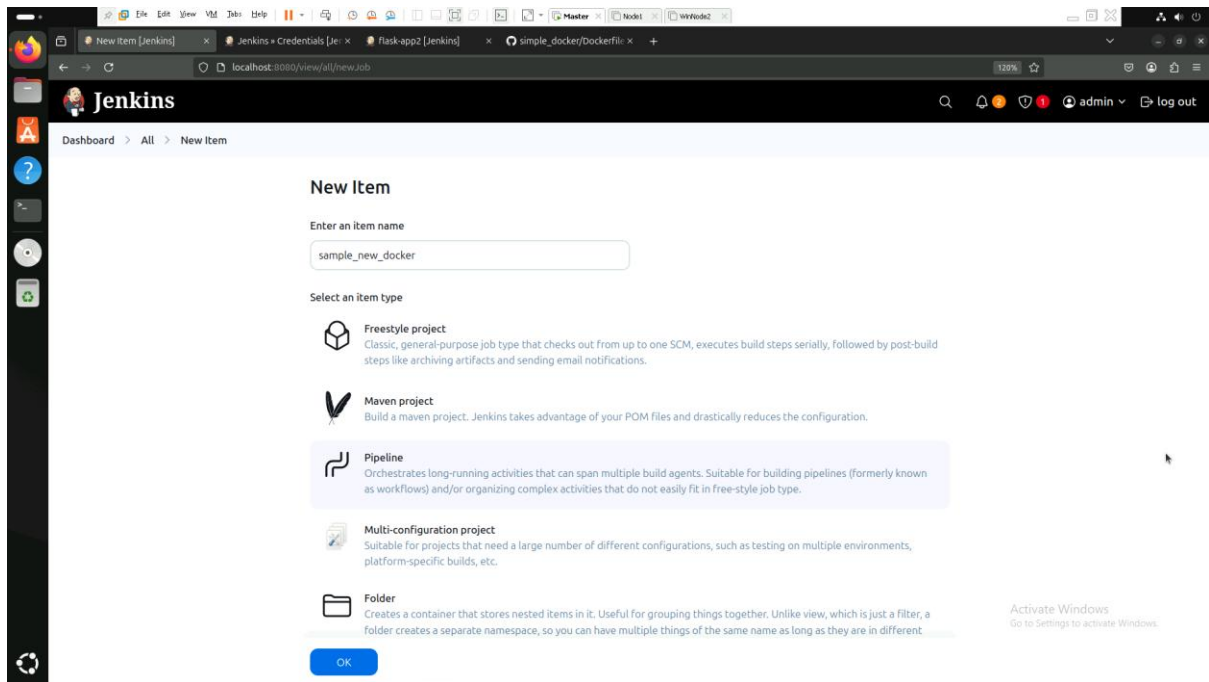 File Edit View VM Tabs Help Master Node1 WinNode2
New Item [Jenkins] Jenkins » Credentials [Jer flask-app2 [Jenkins] simple_docker/Dockerfile
localhost:8080/view/all/newJob 120%
Jenkins 2 1 admin log out
Dashboard > All > New Item
New Item
Enter an item name
sample_new_docker
Select an item type
Freestyle project
Classic, general-purpose job type that checks out from up to one SCM, executes build steps serially, followed by post-build
steps like archiving artifacts and sending email notifications.
Maven project
Build a maven project. Jenkins takes advantage of your POM files and drastically reduces the configuration.
Pipeline
Orchestrates long-running activities that can span multiple build agents. Suitable for building pipelines (formerly known
as workflows) and/or organizing complex activities that do not easily fit in free-style job type.
Multi-configuration project
Suitable for projects that need a large number of different configurations, such as testing on multiple environments,
platform-specific builds, etc.
Folder
Creates a container that stores nested items in it. Useful for grouping things together. Unlike view, which is just a filter, a
folder creates a separate namespace, so you can have multiple things of the same name as long as they are in different
Activate Windows
Go to Settings to activate Windows.
OK